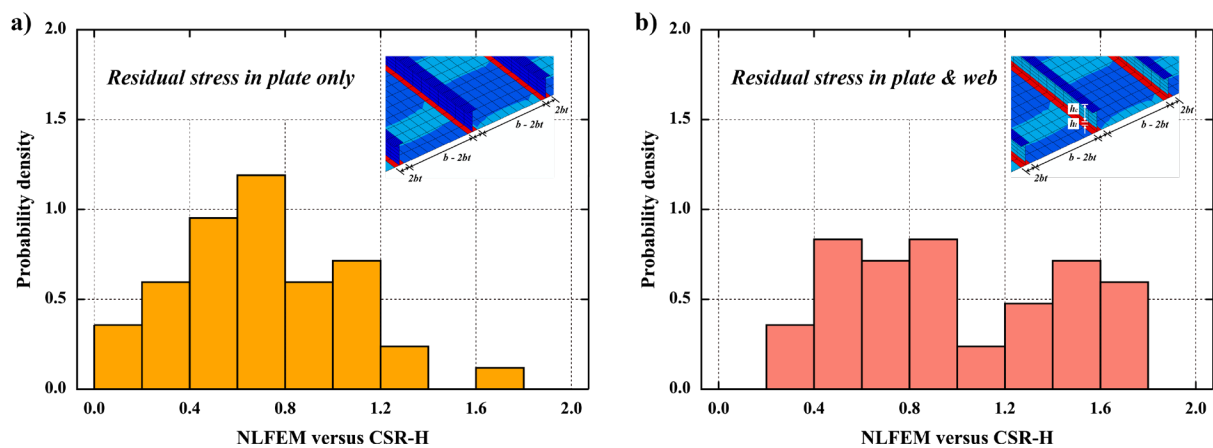 a)
2.0
1.5
1.0
0.5
0.0
Probability density
Residual stress in plate only
2bt
b - 2bt
b - 2bt
2bt
0.0 0.4 0.8 1.2 1.6 2.0
NLFEM versus CSR-H
b)
2.0
1.5
1.0
0.5
0.0
Probability density
Residual stress in plate & web
2bt
b - 2bt
b - 2bt
2bt
0.0 0.4 0.8 1.2 1.6 2.0
NLFEM versus CSR-H